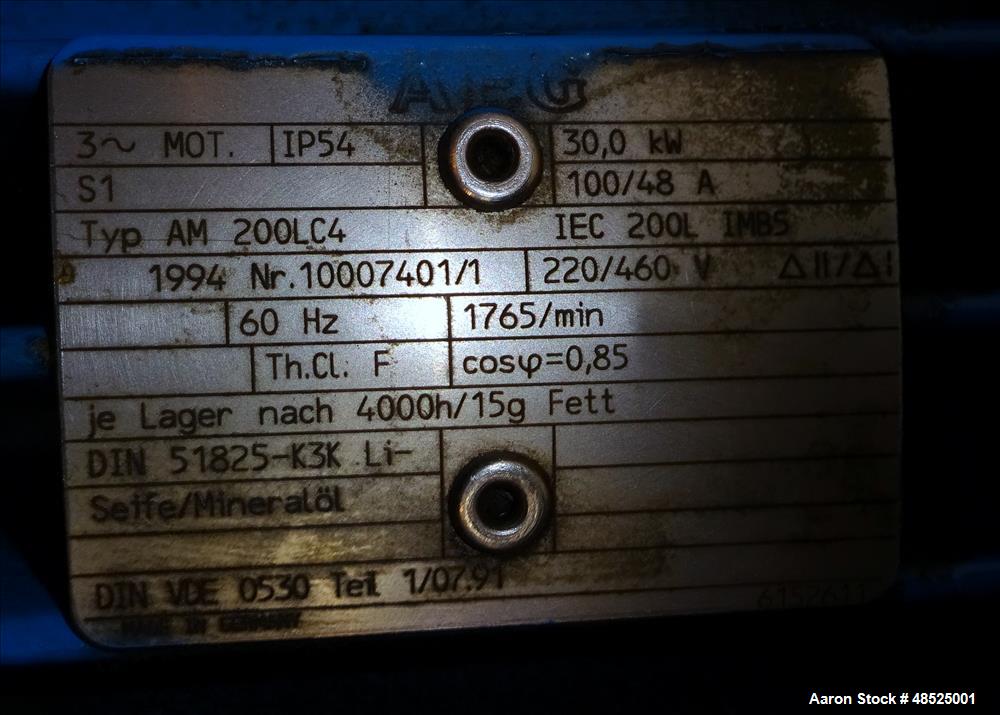 AEG
3~ MOT. IP54 30,0 kW
S1 100/48 A
Typ AM 200LC4 IEC 200L IMB5
1994 Nr.10007401/1 220/460 V Δ II/Δ I
60 Hz 1765/min
Th.Cl. F cosφ=0,85
je Lager nach 4000h/15g Fett
DIN 51825-K3K Li-
Seife/Mineralöl
DIN VDE 0530 Teil 1/07.91
MADE IN GERMANY
Aaron Stock # 48525001